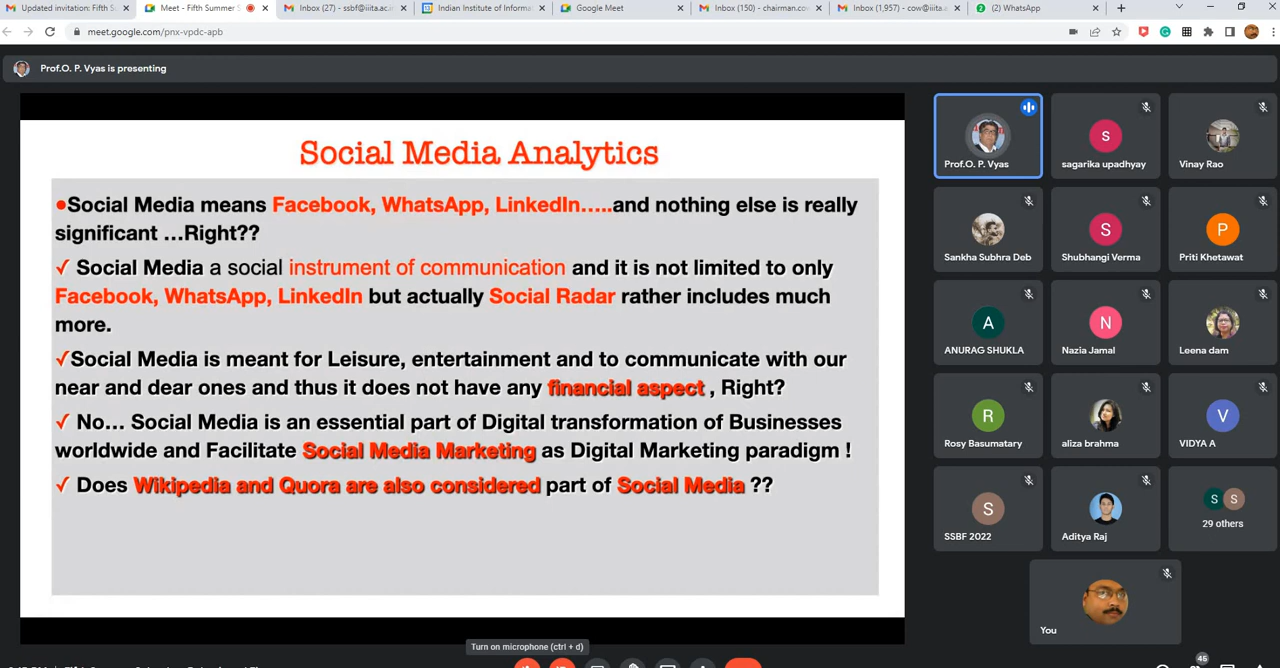 Updated invitation: Fifth S
Meet - Fifth Summer S
Inbox (27) - ssbf@iiita.ac.in
Indian Institute of Informa
Google Meet
Inbox (150) - chairman.cov
Inbox (1,957) - cow@iiita.ac
(2) WhatsApp
meet.google.com/pnx-vpdc-apb
Prof.O. P. Vyas is presenting
Social Media Analytics
●Social Media means Facebook, WhatsApp, LinkedIn…..and nothing else is really
significant …Right??
✓ Social Media a social instrument of communication and it is not limited to only
Facebook, WhatsApp, LinkedIn but actually Social Radar rather includes much
more.
✓Social Media is meant for Leisure, entertainment and to communicate with our
near and dear ones and thus it does not have any financial aspect , Right?
✓ No… Social Media is an essential part of Digital transformation of Businesses
worldwide and Facilitate Social Media Marketing as Digital Marketing paradigm !
✓ Does Wikipedia and Quora are also considered part of Social Media ??
Prof.O. P. Vyas
S
sagarika upadhyay
Vinay Rao
Sankha Subhra Deb
S
Shubhangi Verma
P
Priti Khetawat
A
ANURAG SHUKLA
N
Nazia Jamal
Leena dam
R
Rosy Basumatary
aliza brahma
V
VIDYA A
S
SSBF 2022
Aditya Raj
S S
29 others
You
Turn on microphone (ctrl + d)
46